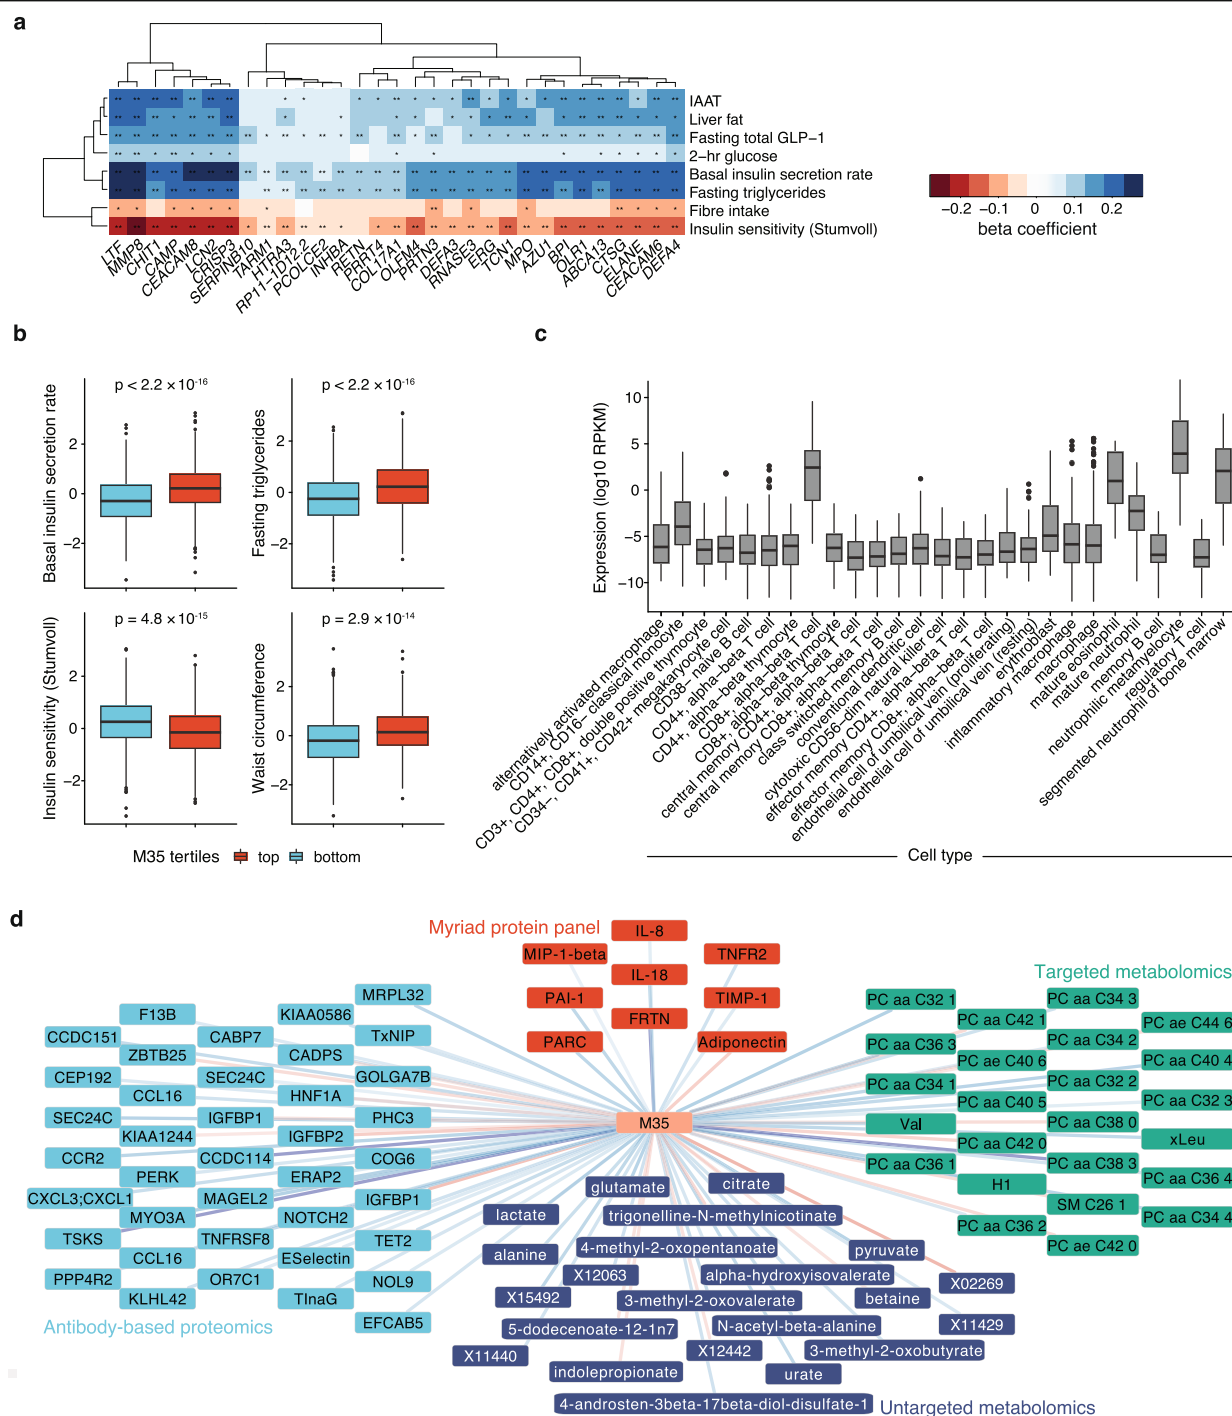 a
IAAT
Liver fat
Fasting total GLP−1
2−hr glucose
Basal insulin secretion rate
Fasting triglycerides
Fibre intake
Insulin sensitivity (Stumvoll)
LTF
MMP8
CHIT1
CAMP
CEACAM8
LCN2
CRISP3
SERPINB10
TARM1
HTRA3
RP11−1D12.2
PCOLCE2
INHBA
RETN
PRR T4
COL17A1
OLFM4
PRTN3
DEFA3
RNASE3
ERG
TCN1
MPO
AZU1
BPI
OLR1
ABCA13
CTSG
ELANE
CEACAM6
DEFA4
−0.2 −0.1 0 0.1 0.2
beta coefficient
b
Basal insulin secretion rate
p < 2.2 × 10-16
2
0
−2
Fasting triglycerides
p < 2.2 × 10-16
2
0
−2
Insulin sensitivity (Stumvoll)
p = 4.8 × 10-15
2
0
−2
Waist circumference
p = 2.9 × 10-14
2
0
−2
M35 tertiles top bottom
c
Expression (log10 RPKM)
10
5
0
−5
−10
alternatively activated macrophage
CD14+, CD16− classical monocyte
CD3+, CD4+, CD8+, double positive thymocyte
CD34−, CD41+, CD42+ megakaryocyte cell
CD38− naive B cell
CD4+, alpha−beta T cell
CD4+, alpha−beta thymocyte
CD8+, alpha−beta T cell
CD8+, alpha−beta thymocyte
central memory CD4+, alpha−beta T cell
central memory CD8+, alpha−beta T cell
class switched memory B cell
conventional dendritic cell
cytotoxic CD56−dim natural killer cell
effector memory CD4+, alpha−beta T cell
effector memory CD8+, alpha−beta T cell
endothelial cell of umbilical vein (proliferating)
endothelial cell of umbilical vein (resting)
erythroblast
inflammatory macrophage
macrophage
mature eosinophil
mature neutrophil
memory B cell
neutrophilic metamyelocyte
regulatory T cell
segmented neutrophil of bone marrow
Cell type
d
Myriad protein panel
IL-8
MIP-1-beta
TNFR2
IL-18
PAI-1
TIMP-1
FRTN
PARC
Adiponectin
M35
MRPL32
F13B
KIAA0586
CCDC151
CABP7
TxNIP
ZBTB25
CADPS
CEP192
SEC24C
GOLGA7B
CCL16
HNF1A
SEC24C
IGFBP1
PHC3
KIAA1244
IGFBP2
CCR2
CCDC114
COG6
PERK
ERAP2
CXCL3;CXCL1
MAGEL2
IGFBP1
MYO3A
NOTCH2
TSKS
TNFRSF8
TET2
CCL16
ESelectin
PPP4R2
OR7C1
NOL9
KLHL42
TInaG
EFCAB5
Antibody-based proteomics
Targeted metabolomics
PC aa C32 1
PC aa C34 3
PC aa C42 1
PC ae C44 6
PC aa C36 3
PC aa C34 2
PC ae C40 6
PC aa C40 4
PC aa C34 1
PC aa C32 2
PC aa C40 5
PC aa C32 3
Val
PC aa C38 0
PC aa C42 0
xLeu
PC aa C36 1
PC aa C38 3
H1
PC aa C36 4
SM C26 1
PC aa C36 2
PC aa C34 4
PC ae C42 0
glutamate
citrate
lactate
trigonelline-N-methylnicotinate
alanine
4-methyl-2-oxopentanoate
pyruvate
X12063
alpha-hydroxyisovalerate
X02269
X15492
3-methyl-2-oxovalerate
betaine
5-dodecenoate-12-1n7
N-acetyl-beta-alanine
X11429
X11440
X12442
3-methyl-2-oxobutyrate
indolepropionate
urate
4-androsten-3beta-17beta-diol-disulfate-1
Untargeted metabolomics